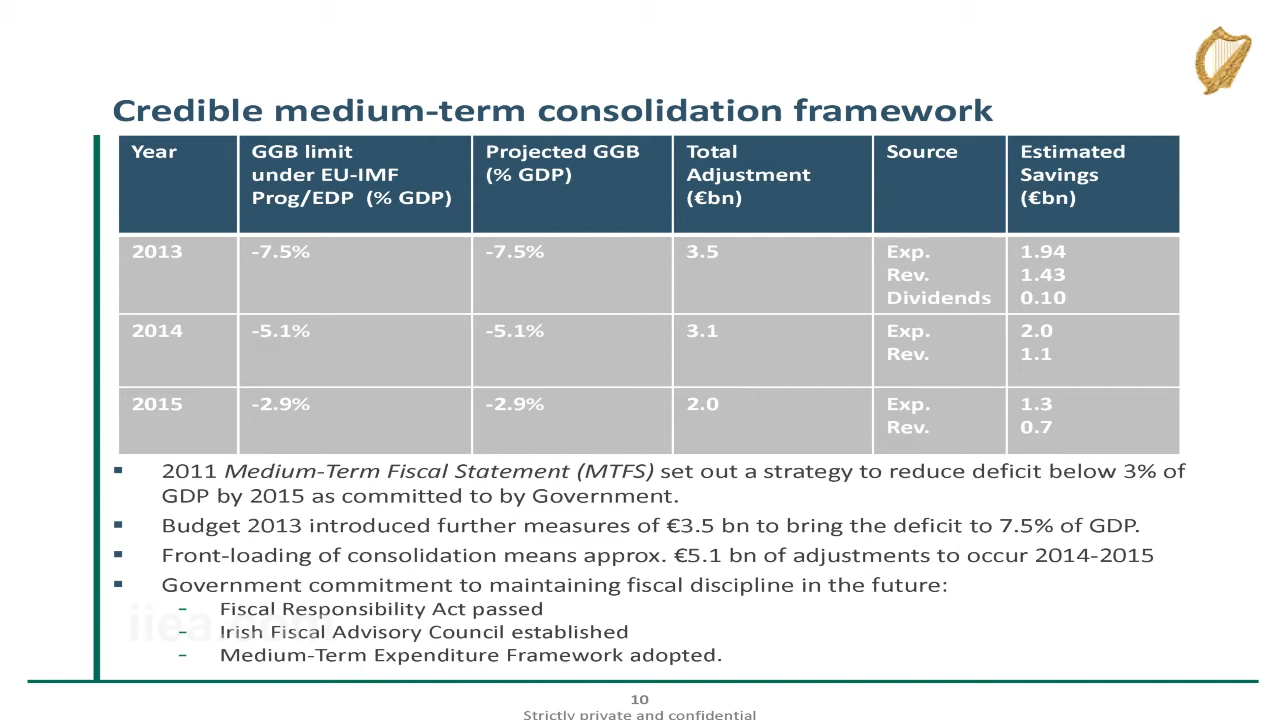 Credible medium-term consolidation framework
Year
GGB limit
under EU-IMF
Prog/EDP (% GDP)
Projected GGB
(% GDP)
Total
Adjustment
(€bn)
Source
Estimated
Savings
(€bn)
2013
-7.5%
-7.5%
3.5
Exp.
Rev.
Dividends
1.94
1.43
0.10
2014
-5.1%
-5.1%
3.1
Exp.
Rev.
2.0
1.1
2015
-2.9%
-2.9%
2.0
Exp.
Rev.
1.3
0.7
▪ 2011 Medium-Term Fiscal Statement (MTFS) set out a strategy to reduce deficit below 3% of
GDP by 2015 as committed to by Government.
▪ Budget 2013 introduced further measures of €3.5 bn to bring the deficit to 7.5% of GDP.
▪ Front-loading of consolidation means approx. €5.1 bn of adjustments to occur 2014-2015
▪ Government commitment to maintaining fiscal discipline in the future:
- Fiscal Responsibility Act passed
- Irish Fiscal Advisory Council established
- Medium-Term Expenditure Framework adopted.
iiea.com
10
Strictly private and confidential